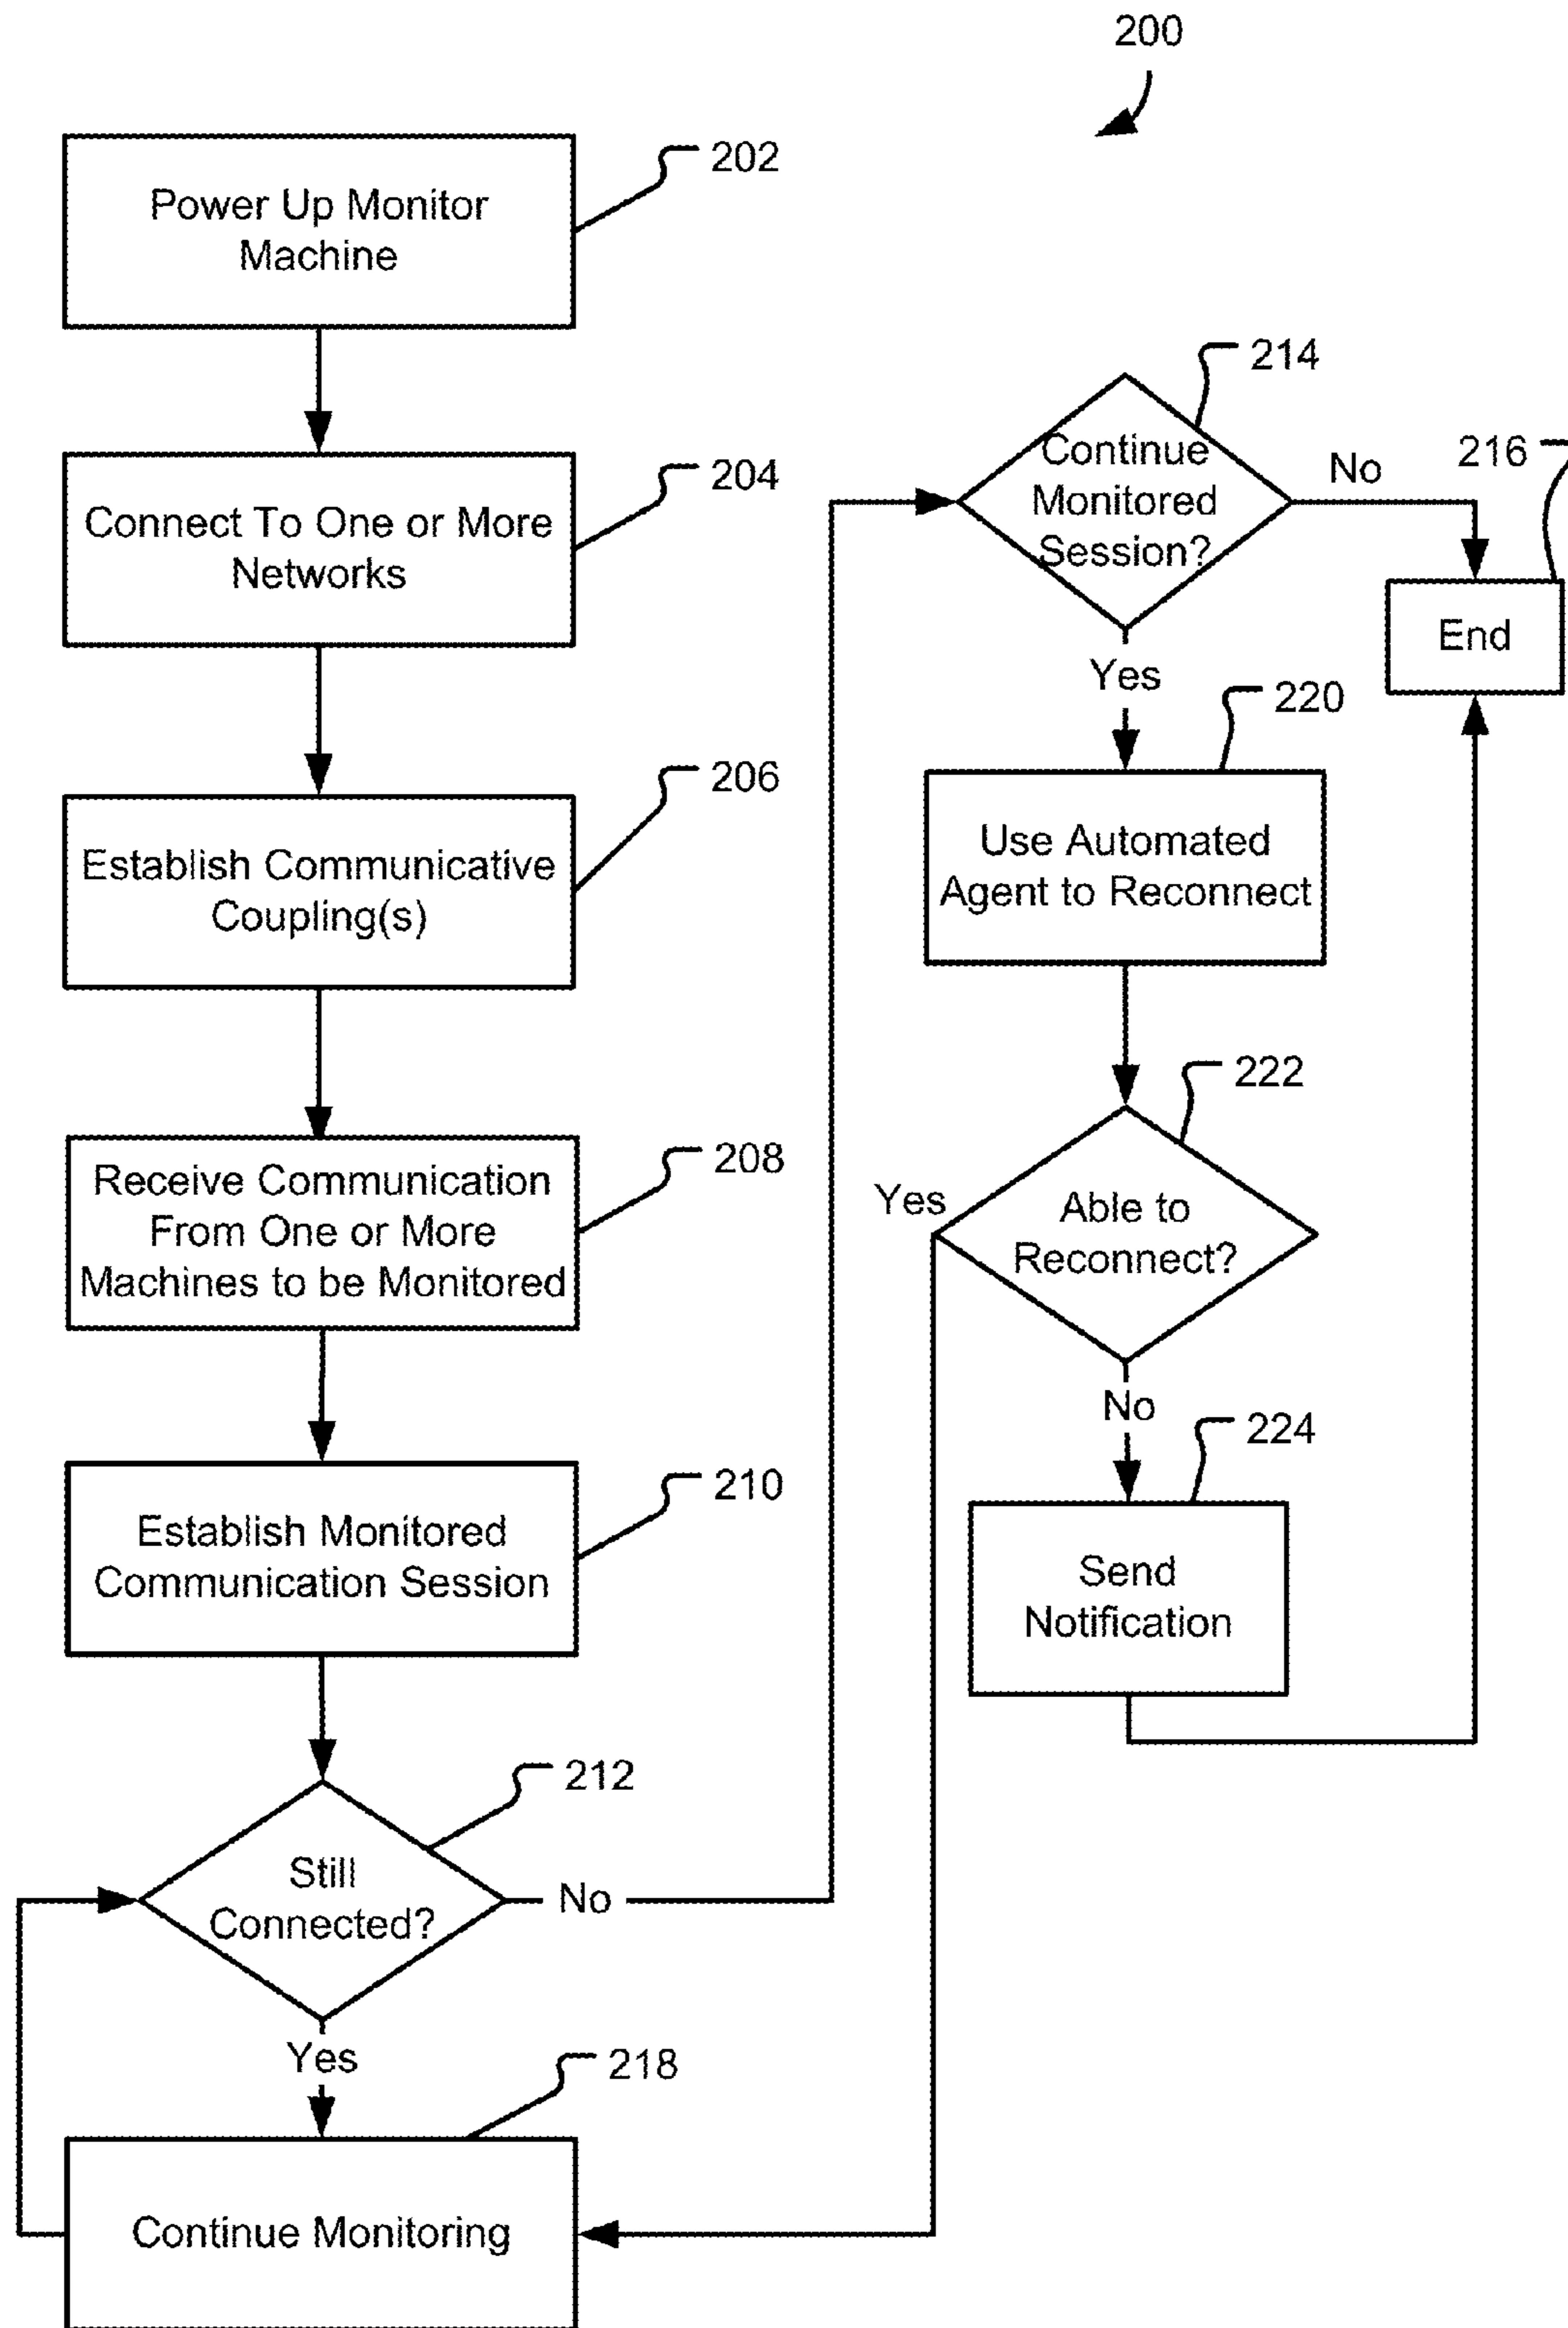 200
202
Power Up Monitor
Machine
204
Connect To One or More
Networks
206
Establish Communicative
Coupling(s)
208
Receive Communication
From One or More
Machines to be Monitored
210
Establish Monitored
Communication Session
212
Still
Connected?
No
Yes
218
Continue Monitoring
214
Continue
Monitored
Session?
No
216
End
Yes
220
Use Automated
Agent to Reconnect
222
Able to
Reconnect?
Yes
No
224
Send
Notification